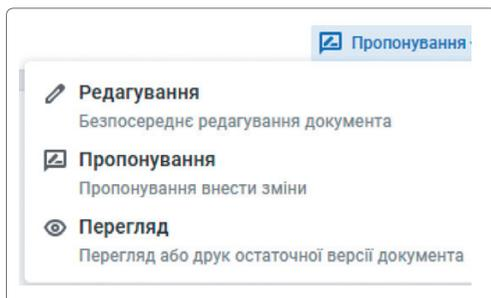 Пропонування
Редагування
Безпосереднє редагування документа
Пропонування
Пропонування внести зміни
Перегляд
Перегляд або друк остаточної версії документа